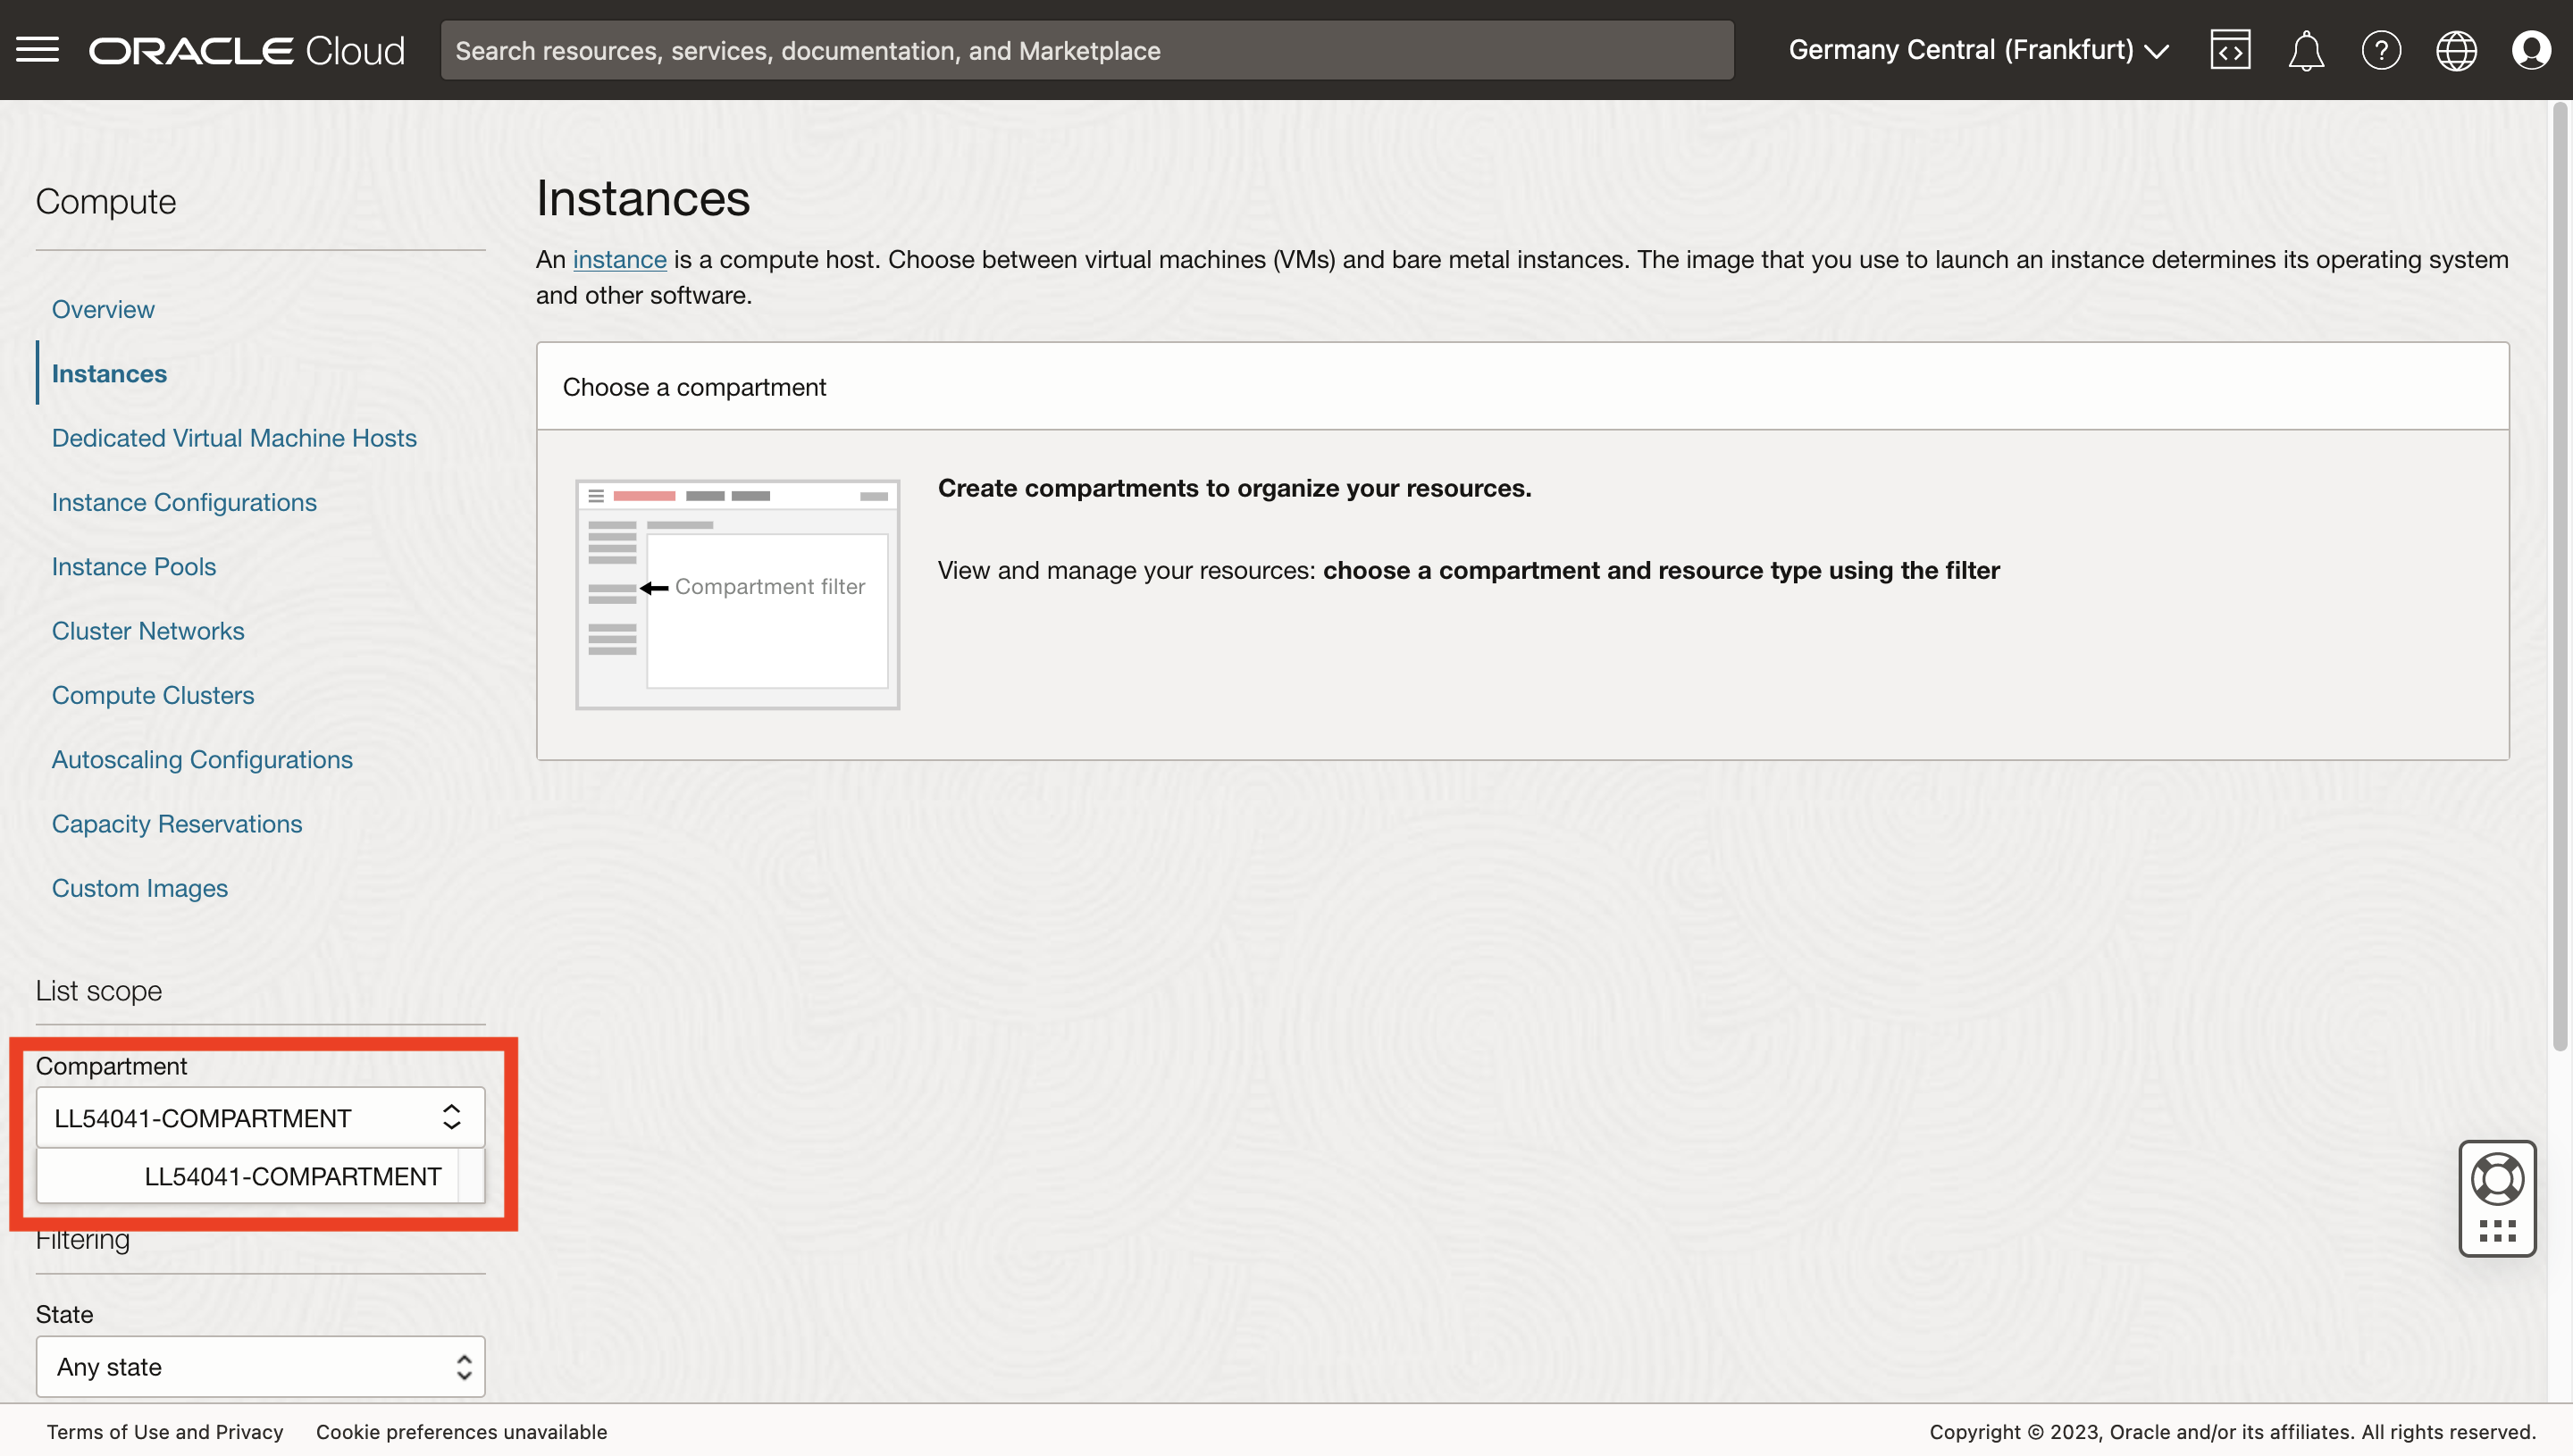 ORACLE Cloud
Search resources, services, documentation, and Marketplace
Germany Central (Frankfurt)
Compute
Overview
Instances
Dedicated Virtual Machine Hosts
Instance Configurations
Instance Pools
Cluster Networks
Compute Clusters
Autoscaling Configurations
Capacity Reservations
Custom Images
List scope
Compartment
LL54041-COMPARTMENT
LL54041-COMPARTMENT
Filtering
State
Any state
Instances
An instance is a compute host. Choose between virtual machines (VMs) and bare metal instances. The image that you use to launch an instance determines its operating system
and other software.
Choose a compartment
Compartment filter
Create compartments to organize your resources.
View and manage your resources: choose a compartment and resource type using the filter
Terms of Use and Privacy
Cookie preferences unavailable
Copyright © 2023, Oracle and/or its affiliates. All rights reserved.